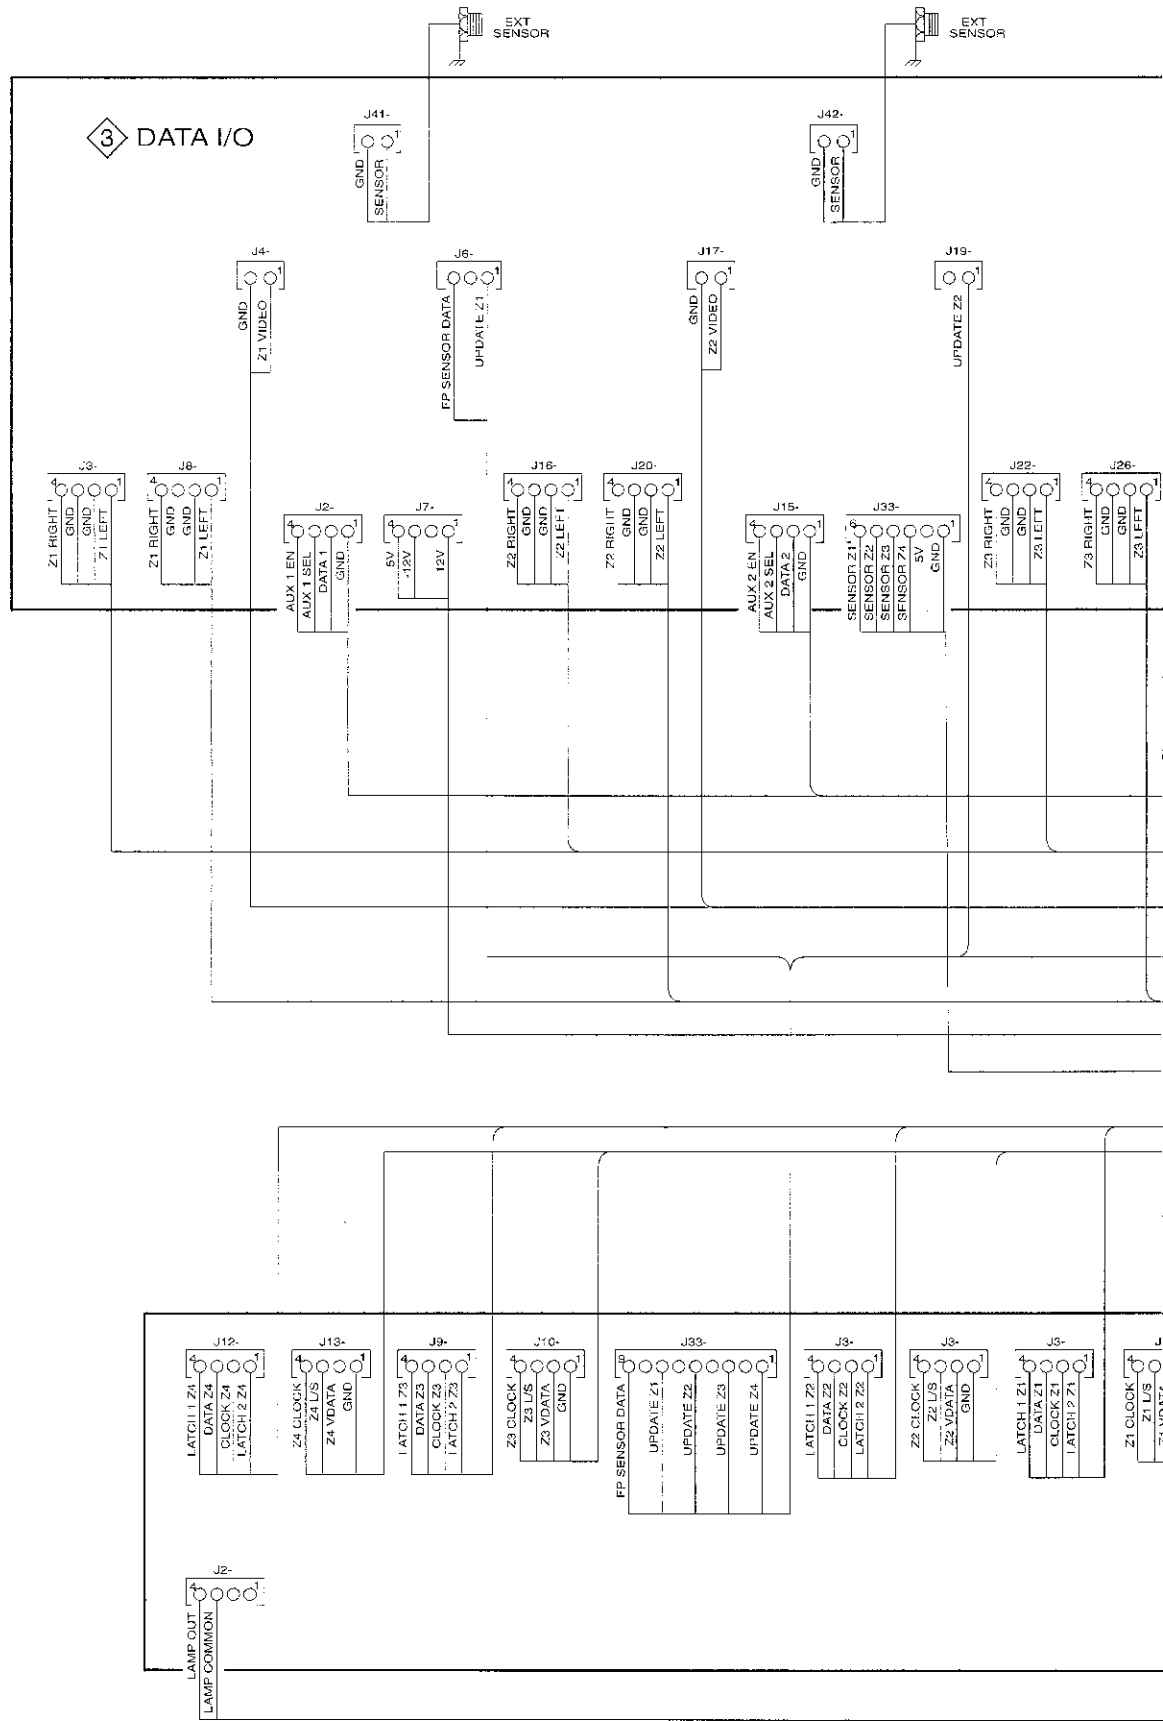 EXT
SENSOR
EXT
SENSOR
3 DATA I/O
J41-
1
GND
SENSOR
J42-
1
GND
SENSOR
J4-
1
GND
Z1 VIDEO
J6-
1
FP SENSOR DATA
UPDATE Z1
J17-
1
GND
Z2 VIDEO
J19-
1
UPDATE Z2
J3-
4 1
Z1 RIGHT
GND
GND
Z1 LEFT
J8-
4 1
Z1 RIGHT
GND
GND
Z1 LEFT
J2-
4 1
AUX 1 EN
AUX 1 SEL
DATA 1
GND
J7-
4 1
5V
-12V
12V
J16-
4 1
Z2 RIGHT
GND
GND
Z2 LEFT
J20-
4 1
Z2 RIGHT
GND
GND
Z2 LEFT
J15-
4 1
AUX 2 EN
AUX 2 SEL
DATA 2
GND
J33-
6 1
SENSOR Z1
SENSOR Z2
SENSOR Z3
SENSOR Z4
5V
GND
J22-
4 1
Z3 RIGHT
GND
GND
Z3 LEFT
J26-
4 1
Z3 RIGHT
GND
GND
Z3 LEFT
J12-
4 1
LATCH 1 Z4
DATA Z4
CLOCK Z4
LATCH 2 Z4
J13-
4 1
Z4 CLOCK
Z4 L/S
Z4 VDATA
GND
J9-
4 1
LATCH 1 Z3
DATA Z3
CLOCK Z3
LATCH 2 Z3
J10-
4 1
Z3 CLOCK
Z3 L/S
Z3 VDATA
GND
J33-
9 1
FP SENSOR DATA
UPDATE Z1
UPDATE Z2
UPDATE Z3
UPDATE Z4
J3-
4 1
LATCH 1 Z2
DATA Z2
CLOCK Z2
LATCH 2 Z2
J3-
4 1
Z2 CLOCK
Z2 L/S
Z2 VDATA
GND
J3-
4 1
LATCH 1 Z1
DATA Z1
CLOCK Z1
LATCH 2 Z1
J
4
Z1 CLOCK
Z1 L/S
Z1 VDATA
J2-
4 1
LAMP OUT
LAMP COMMON